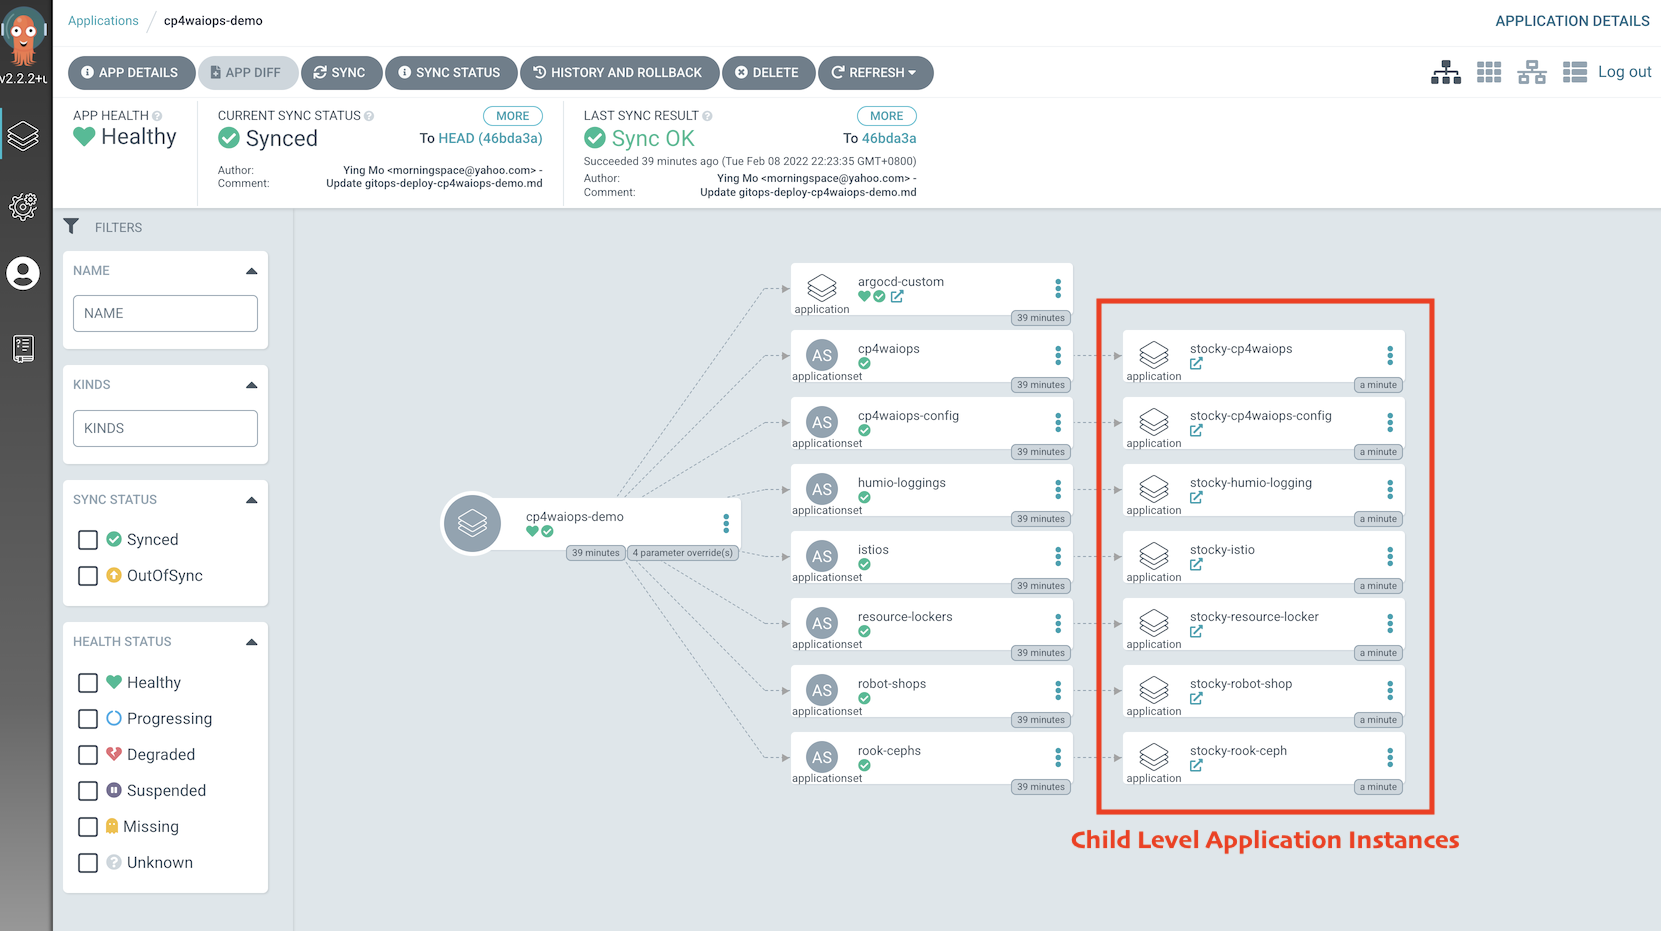 Applications / cp4waiops-demo
APPLICATION DETAILS
v2.2.2+u
APP DETAILS
APP DIFF
SYNC
SYNC STATUS
HISTORY AND ROLLBACK
DELETE
REFRESH
Log out
APP HEALTH
Healthy
CURRENT SYNC STATUS
MORE
Synced
To HEAD (46bda3a)
Author: Ying Mo <morningspace@yahoo.com> -
Comment: Update gitops-deploy-cp4waiops-demo.md
LAST SYNC RESULT
MORE
Sync OK
To 46bda3a
Succeeded 39 minutes ago (Tue Feb 08 2022 22:23:35 GMT+0800)
Author: Ying Mo <morningspace@yahoo.com> -
Comment: Update gitops-deploy-cp4waiops-demo.md
FILTERS
NAME
NAME
KINDS
KINDS
SYNC STATUS
Synced
OutOfSync
HEALTH STATUS
Healthy
Progressing
Degraded
Suspended
Missing
Unknown
cp4waiops-demo
39 minutes
4 parameter override(s)
argocd-custom
application
39 minutes
AS
cp4waiops
applicationset
39 minutes
AS
cp4waiops-config
applicationset
39 minutes
AS
humio-loggings
applicationset
39 minutes
AS
istios
applicationset
39 minutes
AS
resource-lockers
applicationset
39 minutes
AS
robot-shops
applicationset
39 minutes
AS
rook-cephs
applicationset
39 minutes
stocky-cp4waiops
application
a minute
stocky-cp4waiops-config
application
a minute
stocky-humio-logging
application
a minute
stocky-istio
application
a minute
stocky-resource-locker
application
a minute
stocky-robot-shop
application
a minute
stocky-rook-ceph
application
a minute
Child Level Application Instances